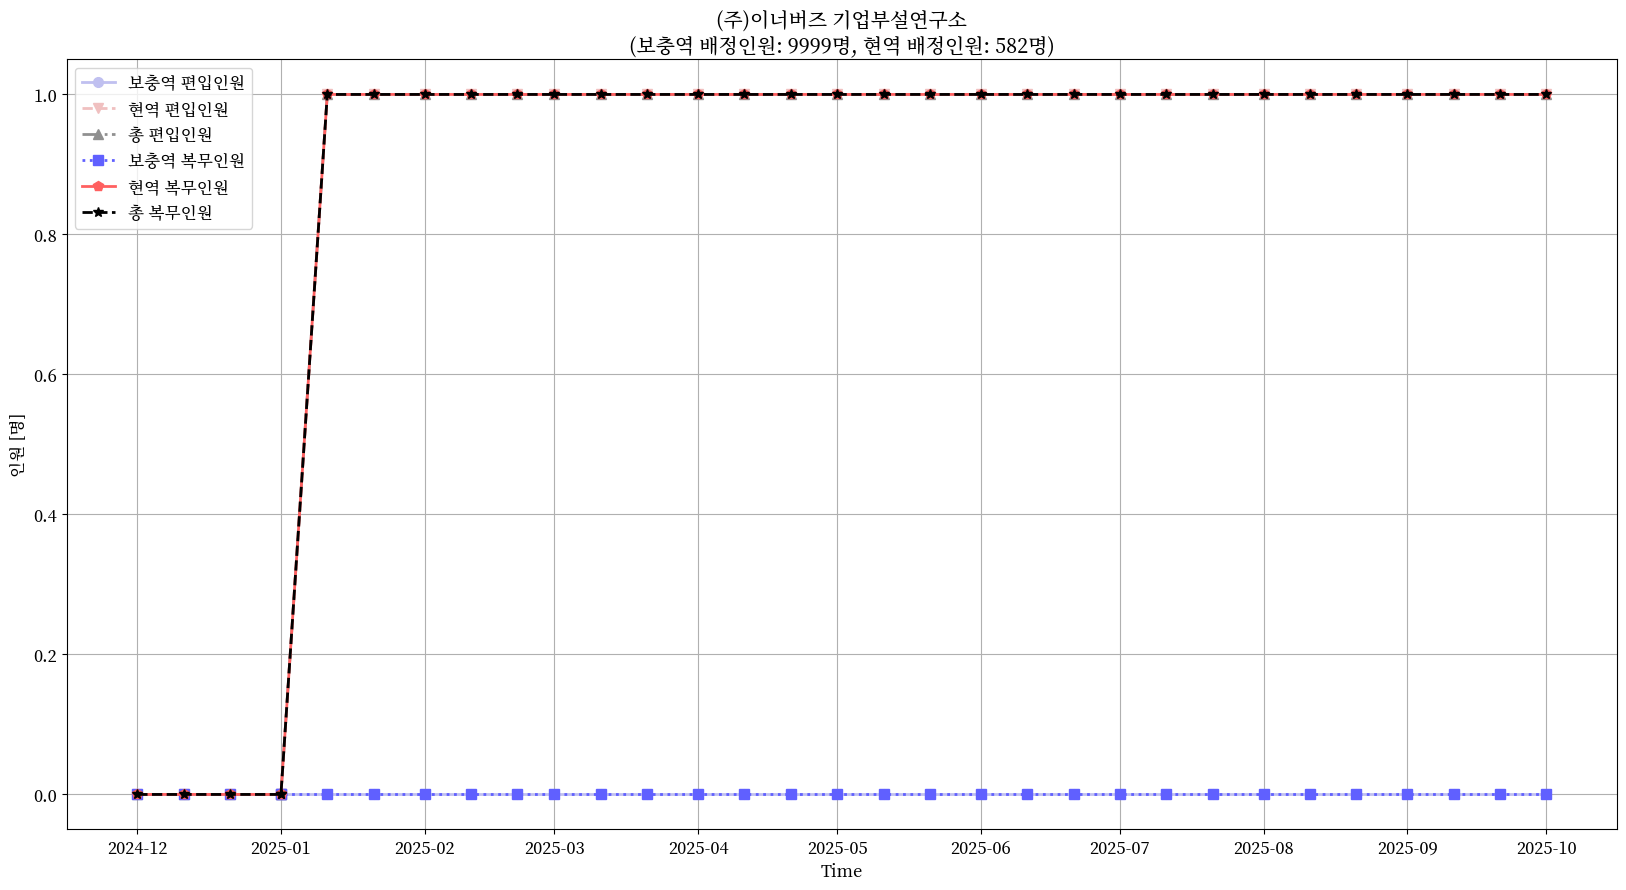 (주)이너버즈 기업부설연구소
(보충역 배정인원: 9999명, 현역 배정인원: 582명)
보충역 편입인원
현역 편입인원
총 편입인원
보충역 복무인원
현역 복무인원
총 복무인원
인원 [명]
1.0
0.8
0.6
0.4
0.2
0.0
2024-12
2025-01
2025-02
2025-03
2025-04
2025-05
2025-06
2025-07
2025-08
2025-09
2025-10
Time